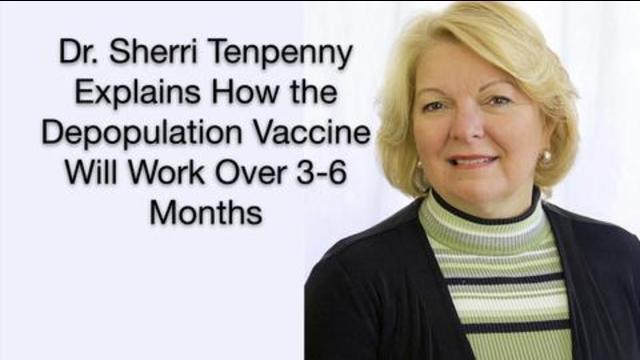 Dr. Sherri Tenpenny
Explains How the
Depopulation Vaccine
Will Work Over 3-6
Months